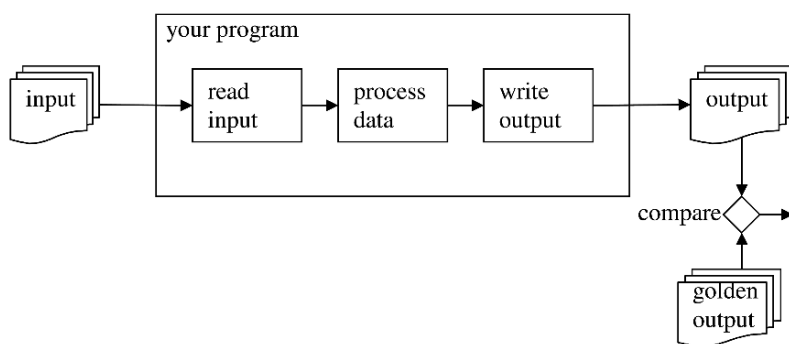 your program
input
read
input
process
data
write
output
output
compare
golden
output